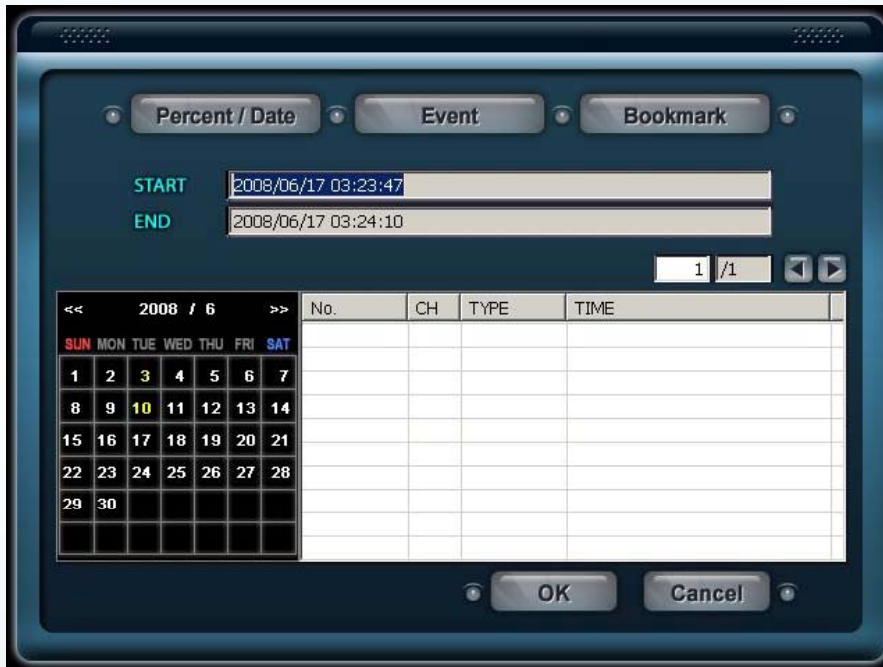 Percent / Date Event Bookmark
START 2008/06/17 03:23:47
END 2008/06/17 03:24:10
1 /1
<< 2008 / 6 >>
SUN MON TUE WED THU FRI SAT
1 2 3 4 5 6 7
8 9 10 11 12 13 14
15 16 17 18 19 20 21
22 23 24 25 26 27 28
29 30
No. CH TYPE TIME
OK Cancel